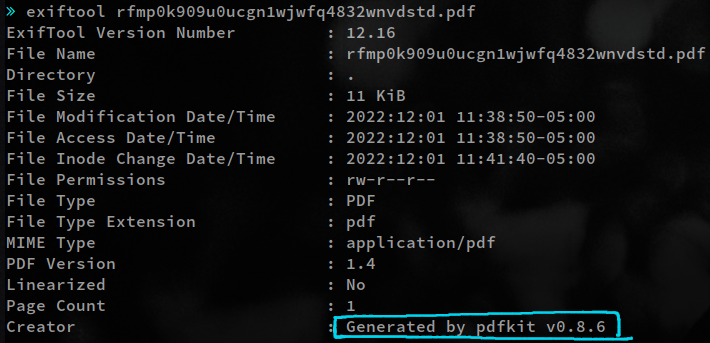 » exiftool rfmp0k909u0ucgn1wjwfq4832wnvdstd.pdf
ExifTool Version Number : 12.16
File Name : rfmp0k909u0ucgn1wjwfq4832wnvdstd.pdf
Directory : .
File Size : 11 KiB
File Modification Date/Time : 2022:12:01 11:38:50-05:00
File Access Date/Time : 2022:12:01 11:38:50-05:00
File Inode Change Date/Time : 2022:12:01 11:41:40-05:00
File Permissions : rw-r--r--
File Type : PDF
File Type Extension : pdf
MIME Type : application/pdf
PDF Version : 1.4
Linearized : No
Page Count : 1
Creator : Generated by pdfkit v0.8.6